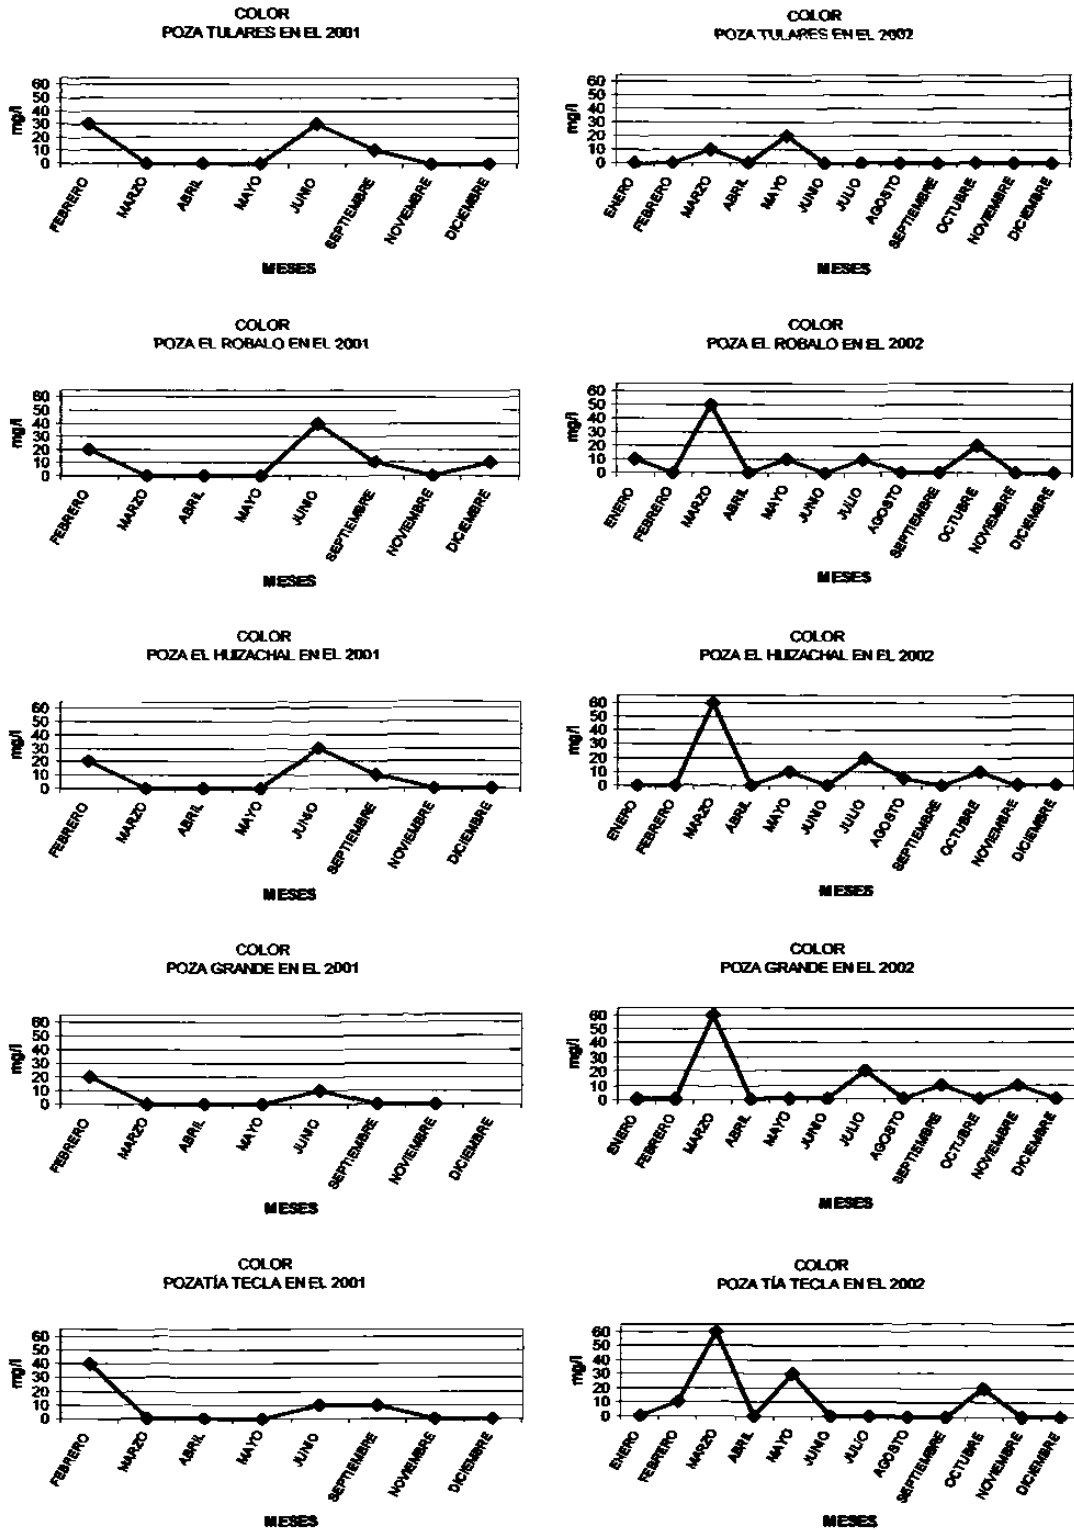 COLOR
POZA TULARES EN EL 2001
mg/l
60
50
40
30
20
10
0
FEBRERO
MARZO
ABRIL
MAYO
JUNIO
SEPTIEMBRE
NOVIEMBRE
DICIEMBRE
MESES
COLOR
POZA TULARES EN EL 2002
mg/l
60
50
40
30
20
10
0
ENERO
FEBRERO
MARZO
ABRIL
MAYO
JUNIO
JULIO
AGOSTO
SEPTIEMBRE
OCTUBRE
NOVIEMBRE
DICIEMBRE
MESES
COLOR
POZA EL ROBALO EN EL 2001
mg/l
60
50
40
30
20
10
0
FEBRERO
MARZO
ABRIL
MAYO
JUNIO
SEPTIEMBRE
NOVIEMBRE
DICIEMBRE
MESES
COLOR
POZA EL ROBALO EN EL 2002
mg/l
60
50
40
30
20
10
0
ENERO
FEBRERO
MARZO
ABRIL
MAYO
JUNIO
JULIO
AGOSTO
SEPTIEMBRE
OCTUBRE
NOVIEMBRE
DICIEMBRE
MESES
COLOR
POZA EL HUIZACHAL EN EL 2001
mg/l
60
50
40
30
20
10
0
FEBRERO
MARZO
ABRIL
MAYO
JUNIO
SEPTIEMBRE
NOVIEMBRE
DICIEMBRE
MESES
COLOR
POZA EL HUIZACHAL EN EL 2002
mg/l
60
50
40
30
20
10
0
ENERO
FEBRERO
MARZO
ABRIL
MAYO
JUNIO
JULIO
AGOSTO
SEPTIEMBRE
OCTUBRE
NOVIEMBRE
DICIEMBRE
MESES
COLOR
POZA GRANDE EN EL 2001
mg/l
60
50
40
30
20
10
0
FEBRERO
MARZO
ABRIL
MAYO
JUNIO
SEPTIEMBRE
NOVIEMBRE
DICIEMBRE
MESES
COLOR
POZA GRANDE EN EL 2002
mg/l
60
50
40
30
20
10
0
ENERO
FEBRERO
MARZO
ABRIL
MAYO
JUNIO
JULIO
AGOSTO
SEPTIEMBRE
OCTUBRE
NOVIEMBRE
DICIEMBRE
MESES
COLOR
POZATÍA TECLA EN EL 2001
mg/l
60
50
40
30
20
10
0
FEBRERO
MARZO
ABRIL
MAYO
JUNIO
SEPTIEMBRE
NOVIEMBRE
DICIEMBRE
MESES
COLOR
POZA TÍA TECLA EN EL 2002
mg/l
60
50
40
30
20
10
0
ENERO
FEBRERO
MARZO
ABRIL
MAYO
JUNIO
JULIO
AGOSTO
SEPTIEMBRE
OCTUBRE
NOVIEMBRE
DICIEMBRE
MESES